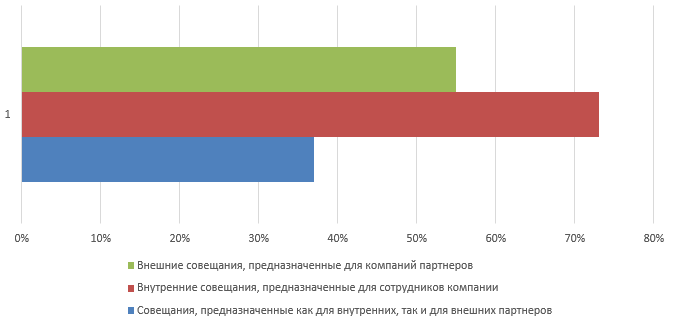 1
0% 10% 20% 30% 40% 50% 60% 70% 80%
Внешние совещания, предназначенные для компаний партнеров
Внутренние совещания, предназначенные для сотрудников компании
Совещания, предназначенные как для внутренних, так и для внешних партнеров